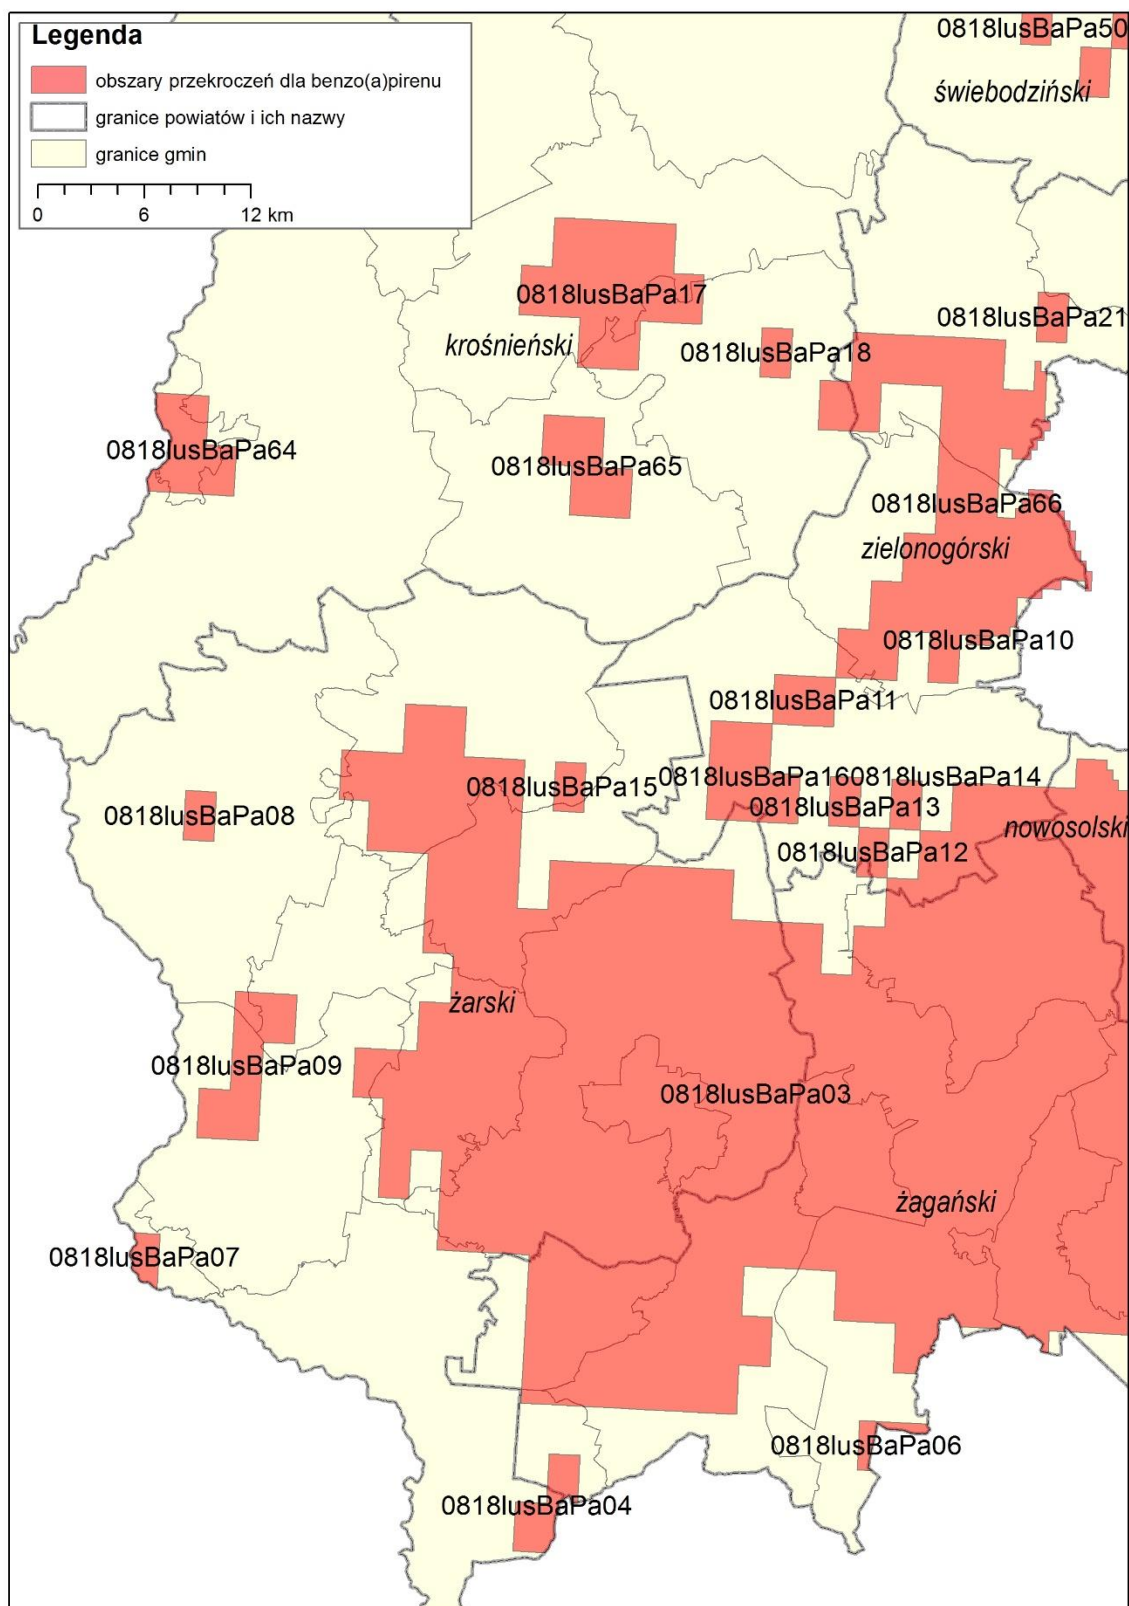 Legenda
obszary przekroczeń dla benzo(a)pirenu
granice powiatów i ich nazwy
granice gmin
0 6 12 km
0818lusBaPa50
świebodziński
0818lusBaPa17
0818lusBaPa21
krośnieński
0818lusBaPa18
0818lusBaPa64
0818lusBaPa65
0818lusBaPa66
zielonogórski
0818lusBaPa10
0818lusBaPa11
0818lusBaPa15
0818lusBaPa16
0818lusBaPa14
0818lusBaPa08
0818lusBaPa13
nowosolski
0818lusBaPa12
żarski
0818lusBaPa09
0818lusBaPa03
żagański
0818lusBaPa07
0818lusBaPa06
0818lusBaPa04